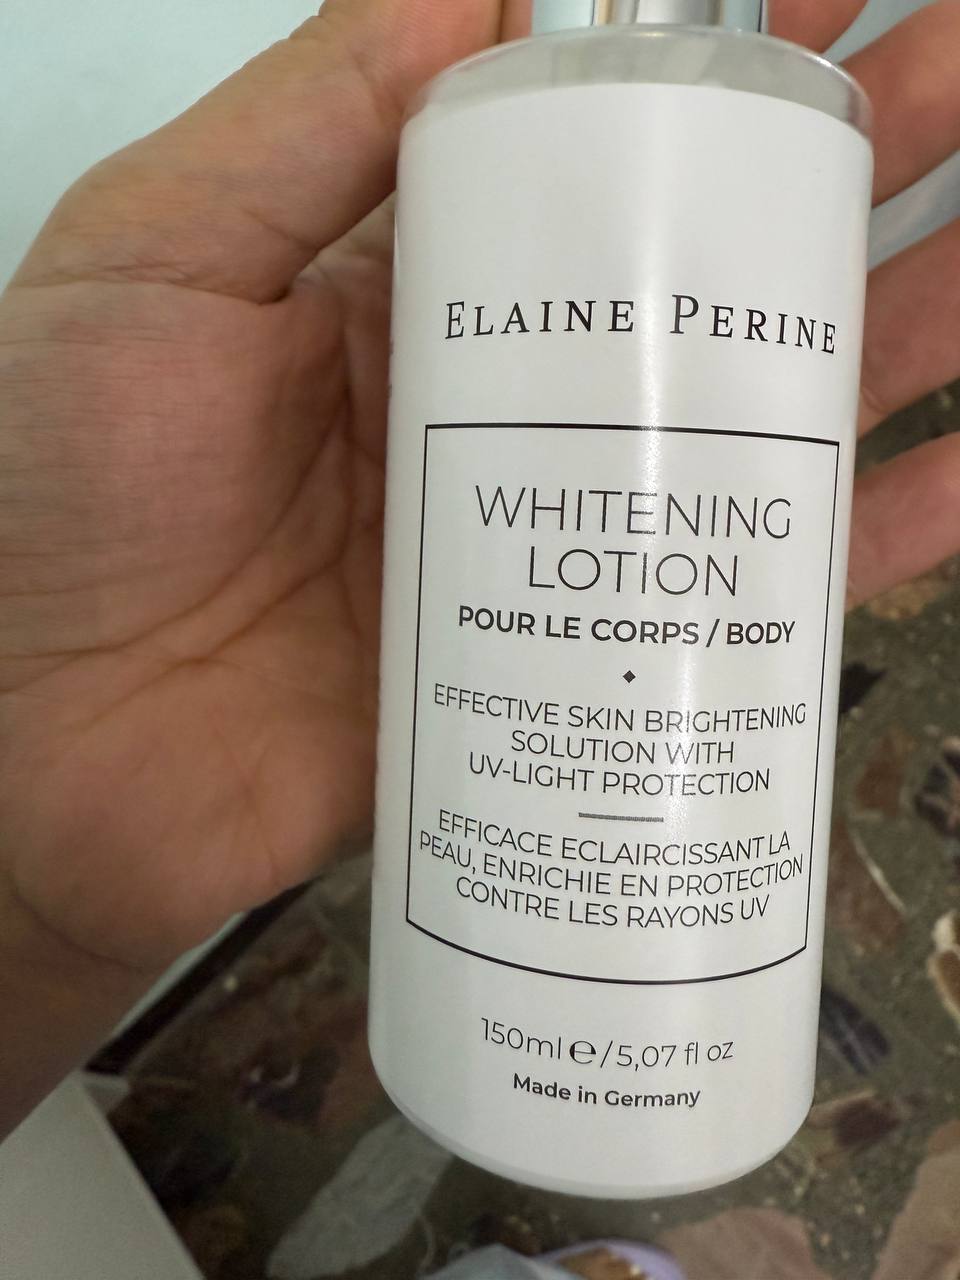 ELAINE PERINE
WHITENING
LOTION
POUR LE CORPS / BODY
EFFECTIVE SKIN BRIGHTENING
SOLUTION WITH
UV-LIGHT PROTECTION
EFFICACE ECLAIRCISSANT LA
PEAU, ENRICHIE EN PROTECTION
CONTRE LES RAYONS UV
150ml ℮ / 5,07 fl oz
Made in Germany